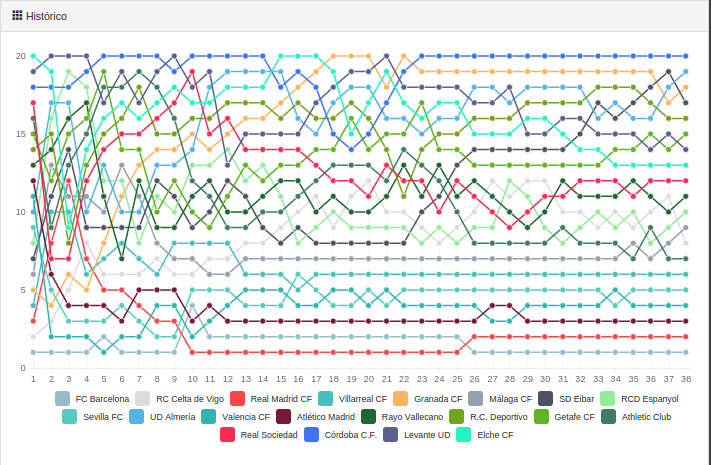 Histórico
20
15
10
5
0
1 2 3 4 5 6 7 8 9 10 11 12 13 14 15 16 17 18 19 20 21 22 23 24 25 26 27 28 29 30 31 32 33 34 35 36 37 38
FC Barcelona RC Celta de Vigo Real Madrid CF Villarreal CF Granada CF Málaga CF SD Eibar RCD Espanyol
Sevilla FC UD Almería Valencia CF Atlético Madrid Rayo Vallecano R.C. Deportivo Getafe CF Athletic Club
Real Sociedad Córdoba C.F. Levante UD Elche CF